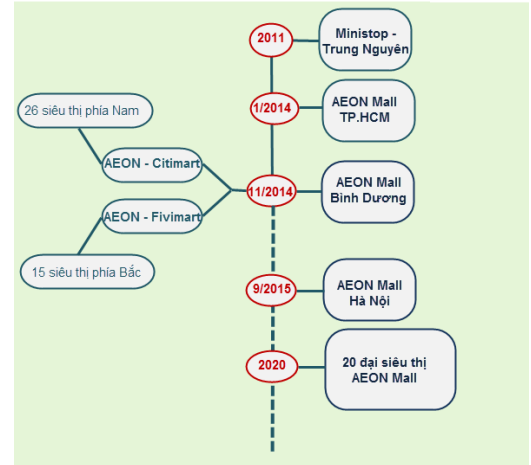 2011
Ministop -
Trung Nguyên
1/2014
AEON Mall
TP.HCM
26 siêu thị phía Nam
AEON - Citimart
11/2014
AEON Mall
Bình Dương
AEON - Fivimart
15 siêu thị phía Bắc
9/2015
AEON Mall
Hà Nội
2020
20 đại siêu thị
AEON Mall